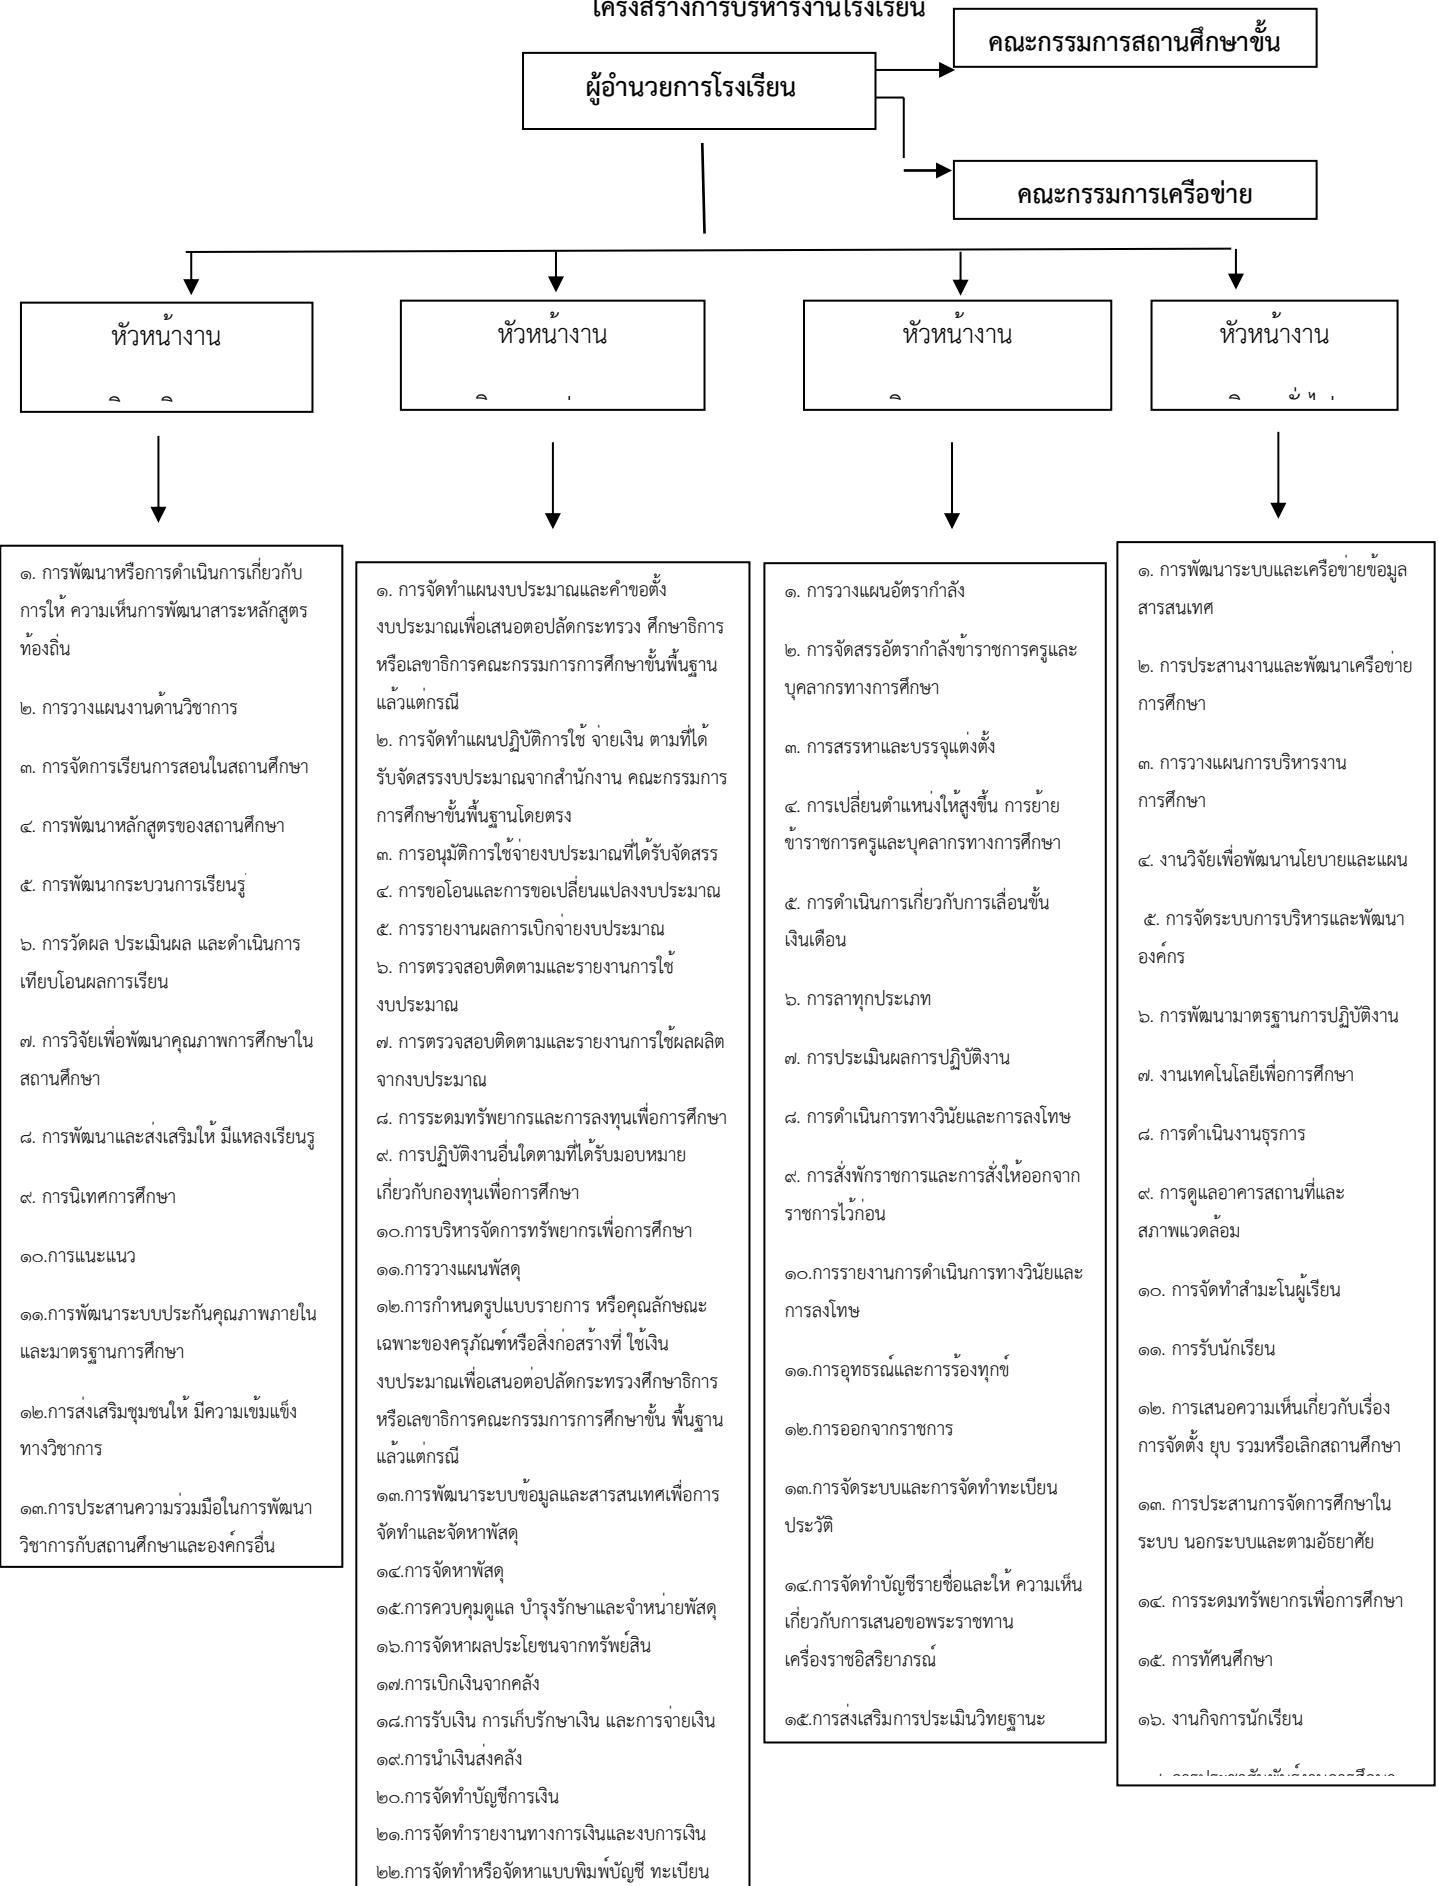 โครงสร้างการบริหารงานโรงเรียน
คณะกรรมการสถานศึกษาขั้น
ผู้อำนวยการโรงเรียน
คณะกรรมการเครือข่าย
หัวหน้างาน
หัวหน้างาน
หัวหน้างาน
หัวหน้างาน
๑. การพัฒนาหรือการดำเนินการเกี่ยวกับ
การให้ ความเห็นการพัฒนาสาระหลักสูตร
ท้องถิ่น
๒. การวางแผนงานด้านวิชาการ
๓. การจัดการเรียนการสอนในสถานศึกษา
๔. การพัฒนาหลักสูตรของสถานศึกษา
๕. การพัฒนากระบวนการเรียนรู้
๖. การวัดผล ประเมินผล และดำเนินการ
เทียบโอนผลการเรียน
๗. การวิจัยเพื่อพัฒนาคุณภาพการศึกษาใน
สถานศึกษา
๘. การพัฒนาและส่งเสริมให้ มีแหลงเรียนรู
๙. การนิเทศการศึกษา
๑๐.การแนะแนว
๑๑.การพัฒนาระบบประกันคุณภาพภายใน
และมาตรฐานการศึกษา
๑๒.การส่งเสริมชุมชนให้ มีความเข้มแข็ง
ทางวิชาการ
๑๓.การประสานความร่วมมือในการพัฒนา
วิชาการกับสถานศึกษาและองค์กรอื่น
๑. การจัดทำแผนงบประมาณและคำขอตั้ง
งบประมาณเพื่อเสนอตอปลัดกระทรวง ศึกษาธิการ
หรือเลขาธิการคณะกรรมการการศึกษาขั้นพื้นฐาน
แล้วแต่กรณี
๒. การจัดทำแผนปฏิบัติการใช้ จ่ายเงิน ตามที่ได้
รับจัดสรรงบประมาณจากสำนักงาน คณะกรรมการ
การศึกษาขั้นพื้นฐานโดยตรง
๓. การอนุมัติการใช้จ่ายงบประมาณที่ได้รับจัดสรร
๔. การขอโอนและการขอเปลี่ยนแปลงงบประมาณ
๕. การรายงานผลการเบิกจ่ายงบประมาณ
๖. การตรวจสอบติดตามและรายงานการใช้
งบประมาณ
๗. การตรวจสอบติดตามและรายงานการใช้ผลผลิต
จากงบประมาณ
๘. การระดมทรัพยากรและการลงทุนเพื่อการศึกษา
๙. การปฏิบัติงานอื่นใดตามที่ได้รับมอบหมาย
เกี่ยวกับกองทุนเพื่อการศึกษา
๑๐.การบริหารจัดการทรัพยากรเพื่อการศึกษา
๑๑.การวางแผนพัสดุ
๑๒.การกำหนดรูปแบบรายการ หรือคุณลักษณะ
เฉพาะของครุภัณฑ์หรือสิ่งก่อสร้างที่ ใช้เงิน
งบประมาณเพื่อเสนอต่อปลัดกระทรวงศึกษาธิการ
หรือเลขาธิการคณะกรรมการการศึกษาขั้น พื้นฐาน
แล้วแต่กรณี
๑๓.การพัฒนาระบบข้อมูลและสารสนเทศเพื่อการ
จัดทำและจัดหาพัสดุ
๑๔.การจัดหาพัสดุ
๑๕.การควบคุมดูแล บำรุงรักษาและจำหน่ายพัสดุ
๑๖.การจัดหาผลประโยชนจากทรัพย์สิน
๑๗.การเบิกเงินจากคลัง
๑๘.การรับเงิน การเก็บรักษาเงิน และการจ่ายเงิน
๑๙.การนำเงินส่งคลัง
๒๐.การจัดทำบัญชีการเงิน
๒๑.การจัดทำรายงานทางการเงินและงบการเงิน
๒๒.การจัดทำหรือจัดหาแบบพิมพ์บัญชี ทะเบียน
๑. การวางแผนอัตรากำลัง
๒. การจัดสรรอัตรากำลังข้าราชการครูและ
บุคลากรทางการศึกษา
๓. การสรรหาและบรรจุแต่งตั้ง
๔. การเปลี่ยนตำแหน่งให้สูงขึ้น การย้าย
ข้าราชการครูและบุคลากรทางการศึกษา
๕. การดำเนินการเกี่ยวกับการเลื่อนขั้น
เงินเดือน
๖. การลาทุกประเภท
๗. การประเมินผลการปฏิบัติงาน
๘. การดำเนินการทางวินัยและการลงโทษ
๙. การสั่งพักราชการและการสั่งให้ออกจาก
ราชการไว้ก่อน
๑๐.การรายงานการดำเนินการทางวินัยและ
การลงโทษ
๑๑.การอุทธรณ์และการร้องทุกข์
๑๒.การออกจากราชการ
๑๓.การจัดระบบและการจัดทำทะเบียน
ประวัติ
๑๔.การจัดทำบัญชีรายชื่อและให้ ความเห็น
เกี่ยวกับการเสนอขอพระราชทาน
เครื่องราชอิสริยาภรณ์
๑๕.การส่งเสริมการประเมินวิทยฐานะ
๑. การพัฒนาระบบและเครือข่ายข้อมูล
สารสนเทศ
๒. การประสานงานและพัฒนาเครือข่าย
การศึกษา
๓. การวางแผนการบริหารงาน
การศึกษา
๔. งานวิจัยเพื่อพัฒนานโยบายและแผน
๕. การจัดระบบการบริหารและพัฒนา
องค์กร
๖. การพัฒนามาตรฐานการปฏิบัติงาน
๗. งานเทคโนโลยีเพื่อการศึกษา
๘. การดำเนินงานธุรการ
๙. การดูแลอาคารสถานที่และ
สภาพแวดล้อม
๑๐. การจัดทำสำมะโนผู้เรียน
๑๑. การรับนักเรียน
๑๒. การเสนอความเห็นเกี่ยวกับเรื่อง
การจัดตั้ง ยุบ รวมหรือเลิกสถานศึกษา
๑๓. การประสานการจัดการศึกษาใน
ระบบ นอกระบบและตามอัธยาศัย
๑๔. การระดมทรัพยากรเพื่อการศึกษา
๑๕. การทัศนศึกษา
๑๖. งานกิจการนักเรียน